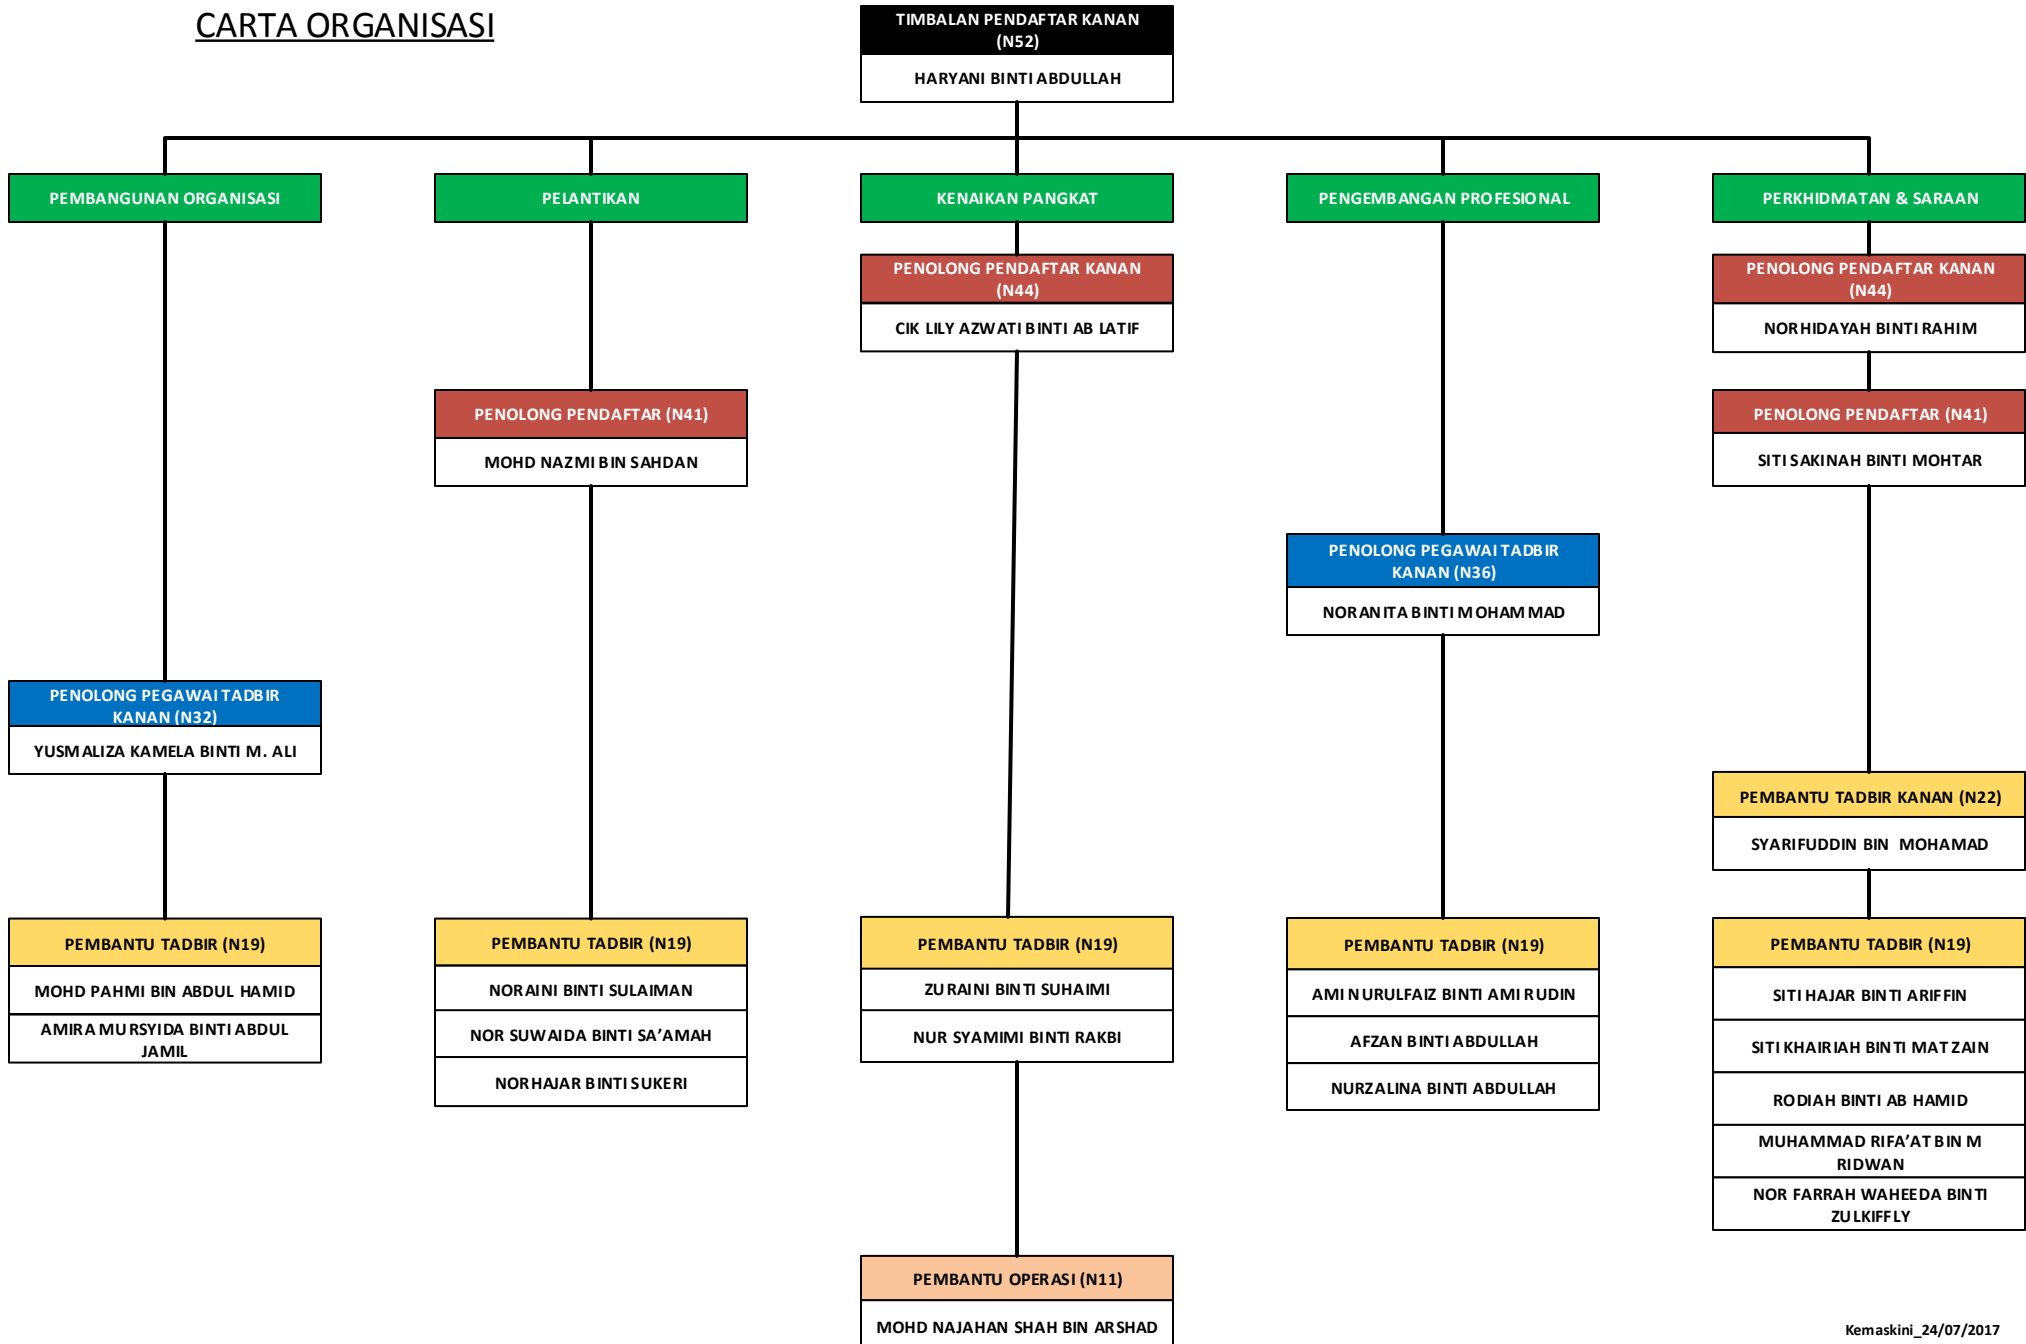 CARTA ORGANISASI
TIMBALAN PENDAFTAR KANAN
(N52)
HARYANI BINTI ABDULLAH
PEMBANGUNAN ORGANISASI
PELANTIKAN
KENAIKAN PANGKAT
PENGEMBANGAN PROFESIONAL
PERKHIDMATAN & SARAAN
PENOLONG PENDAFTAR KANAN
(N44)
CIK LILY AZWATI BINTI AB LATIF
PENOLONG PENDAFTAR KANAN
(N44)
NORHIDAYAH BINTI RAHIM
PENOLONG PENDAFTAR (N41)
MOHD NAZMI BIN SAHDAN
PENOLONG PENDAFTAR (N41)
SITI SAKINAH BINTI MOHTAR
PENOLONG PEGAWAI TADBIR
KANAN (N36)
NORANITA BINTI MOHAMMAD
PENOLONG PEGAWAI TADBIR
KANAN (N32)
YUSMALIZA KAMELA BINTI M. ALI
PEMBANTU TADBIR KANAN (N22)
SYARIFUDDIN BIN MOHAMAD
PEMBANTU TADBIR (N19)
MOHD PAHMI BIN ABDUL HAMID
AMIRA MURSYIDA BINTI ABDUL
JAMIL
PEMBANTU TADBIR (N19)
NORAINI BINTI SULAIMAN
NOR SUWAIDA BINTI SA’AMAH
NORHAJAR BINTI SUKERI
PEMBANTU TADBIR (N19)
ZURAINI BINTI SUHAIMI
NUR SYAMIMI BINTI RAKBI
PEMBANTU TADBIR (N19)
AMI NURULFAIZ BINTI AMIRUDIN
AFZAN BINTI ABDULLAH
NURZALINA BINTI ABDULLAH
PEMBANTU TADBIR (N19)
SITI HAJAR BINTI ARIFFIN
SITI KHAIRIAH BINTI MAT ZAIN
RODIAH BINTI AB HAMID
MUHAMMAD RIFA’AT BIN M
RIDWAN
NOR FARRAH WAHEEDA BINTI
ZULKIFFLY
PEMBANTU OPERASI (N11)
MOHD NAJAHAN SHAH BIN ARSHAD
Kemaskini_24/07/2017